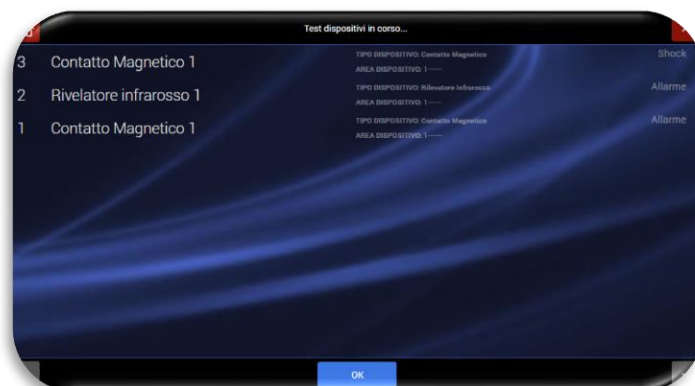 Test dispositivi in corso...
3 Contatto Magnetico 1
TIPO DISPOSITIVO: Contatto Magnetico
Shock
AREA DISPOSITIVO: 1------
2 Rivelatore infrarosso 1
TIPO DISPOSITIVO: Rilevatore Infrarosso
Allarme
AREA DISPOSITIVO: 1------
1 Contatto Magnetico 1
TIPO DISPOSITIVO: Contatto Magnetico
Allarme
AREA DISPOSITIVO: 1------
OK